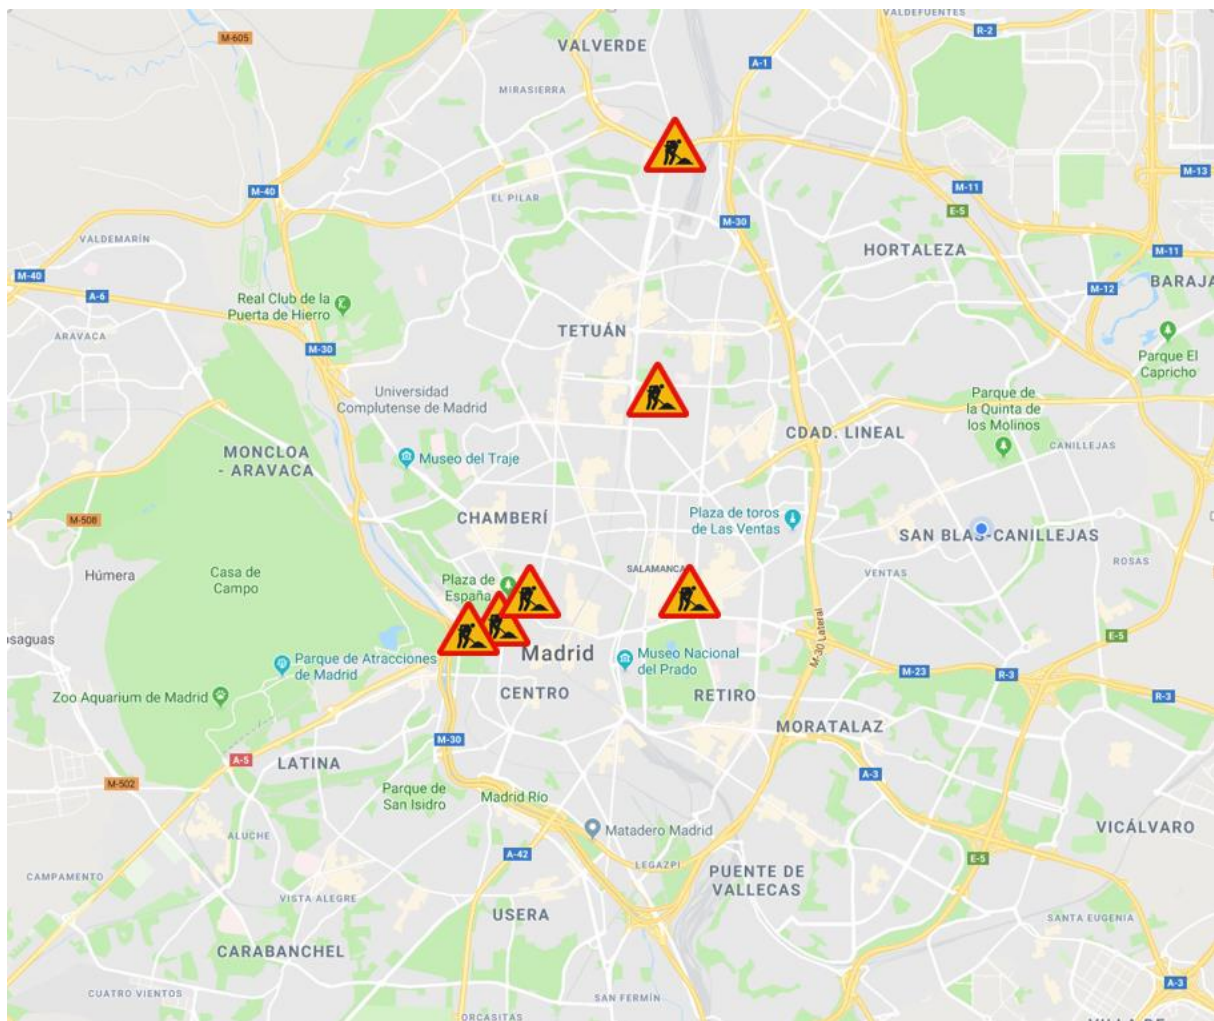 VALDEFUENTES
M-605
R-2
VALVERDE
A-1
MIRASIERRA
M-13
M-40
M-11
EL PILAR
E-5
M-30
VALDEMARÍN
HORTALEZA
M-11
M-40
BARAJA
A-6
M-12
Real Club de la
Puerta de Hierro
TETUÁN
ARAVACA
M-30
Parque El
Capricho
Universidad
Complutense de Madrid
Parque de
la Quinta de
los Molinos
CDAD. LINEAL
CANILLEJAS
MONCLOA
- ARAVACA
Museo del Traje
M-508
CHAMBERÍ
Plaza de toros
de Las Ventas
SAN BLAS-CANILLEJAS
ROSAS
Húmera
Casa de
Campo
Plaza de
España
SALAMANCA
VENTAS
osaguas
E-5
M-30 Lateral
Madrid
Museo Nacional
del Prado
Parque de Atracciones
de Madrid
M-23
R-3
R-3
Zoo Aquarium de Madrid
CENTRO
RETIRO
MORATALAZ
M-30
A-5
LATINA
A-3
M-502
Parque de
San Isidro
Madrid Río
ALUCHE
Matadero Madrid
VICÁLVARO
A-42
LEGAZPI
E-5
CAMPAMENTO
PUENTE DE
VALLECAS
VISTA ALEGRE
USERA
SANTA EUGENIA
CARABANCHEL
A-3
CUATRO VIENTOS
SAN FERMÍN
ORCASITAS